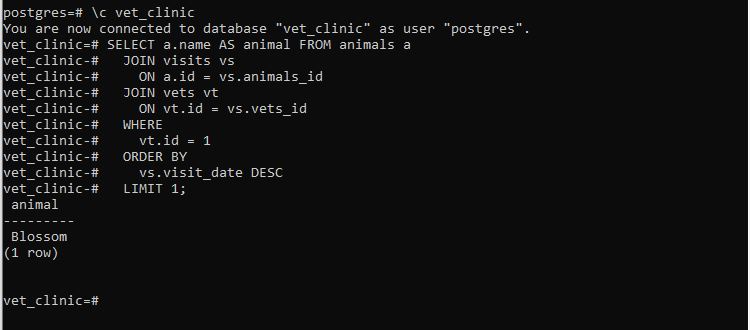 postgres=# \c vet_clinic
You are now connected to database "vet_clinic" as user "postgres".
vet_clinic=# SELECT a.name AS animal FROM animals a
vet_clinic-#   JOIN visits vs
vet_clinic-#     ON a.id = vs.animals_id
vet_clinic-#   JOIN vets vt
vet_clinic-#     ON vt.id = vs.vets_id
vet_clinic-#   WHERE
vet_clinic-#     vt.id = 1
vet_clinic-#   ORDER BY
vet_clinic-#     vs.visit_date DESC
vet_clinic-#   LIMIT 1;
 animal
---------
 Blossom
(1 row)
vet_clinic=#